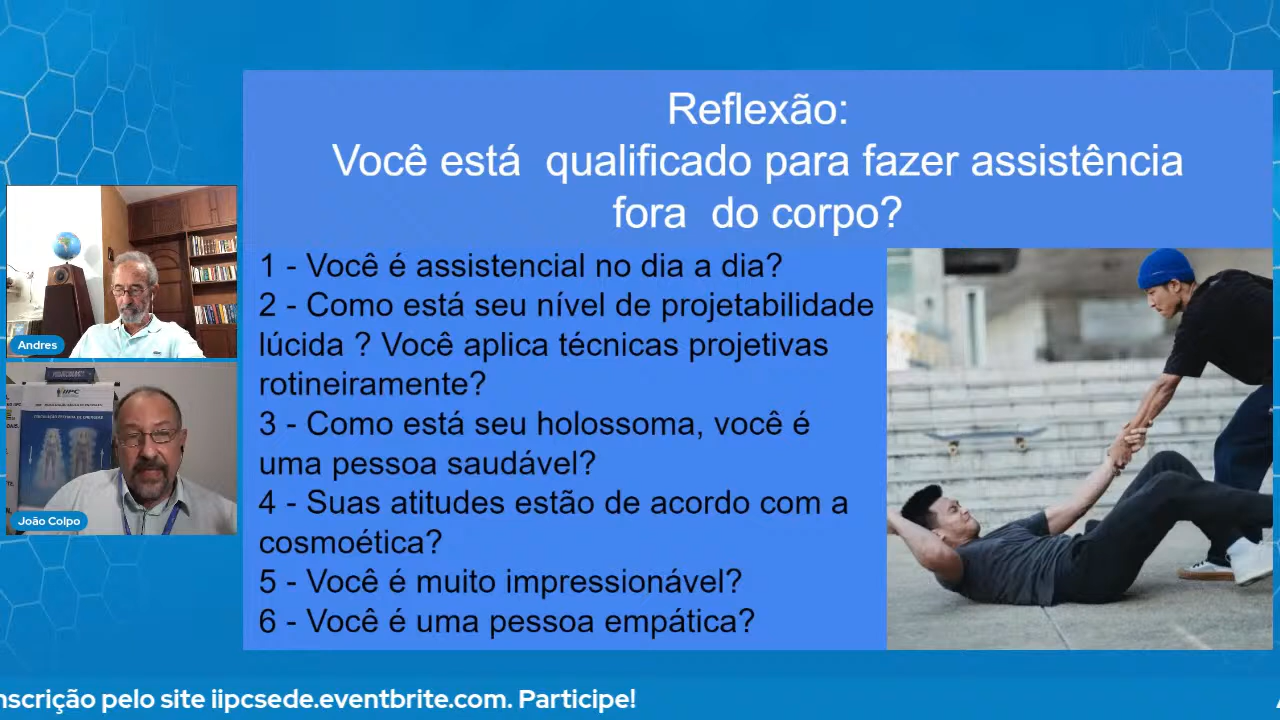 Reflexão:
Você está  qualificado para fazer assistência
fora  do corpo?
1 - Você é assistencial no dia a dia?
2 - Como está seu nível de projetabilidade
lúcida ? Você aplica técnicas projetivas
rotineiramente?
3 - Como está seu holossoma, você é
uma pessoa saudável?
4 - Suas atitudes estão de acordo com a
cosmoética?
5 - Você é muito impressionável?
6 - Você é uma pessoa empática?
Andres
IIPC
João Colpo
nscrição pelo site iipcsede.eventbrite.com. Participe!